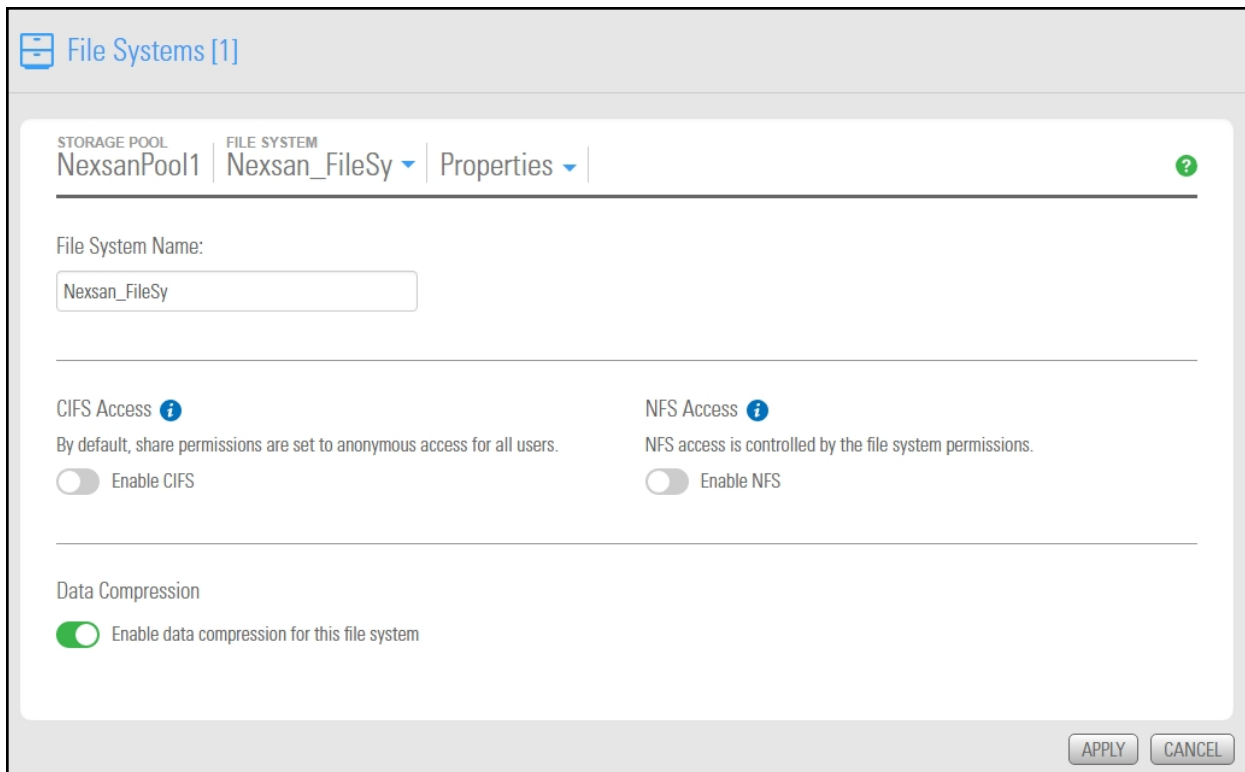 File Systems [1]
STORAGE POOL
NexsanPool1
FILE SYSTEM
Nexsan_FileSy
Properties
?
File System Name:
Nexsan_FileSy
CIFS Access i
By default, share permissions are set to anonymous access for all users.
Enable CIFS
NFS Access i
NFS access is controlled by the file system permissions.
Enable NFS
Data Compression
Enable data compression for this file system
APPLY
CANCEL